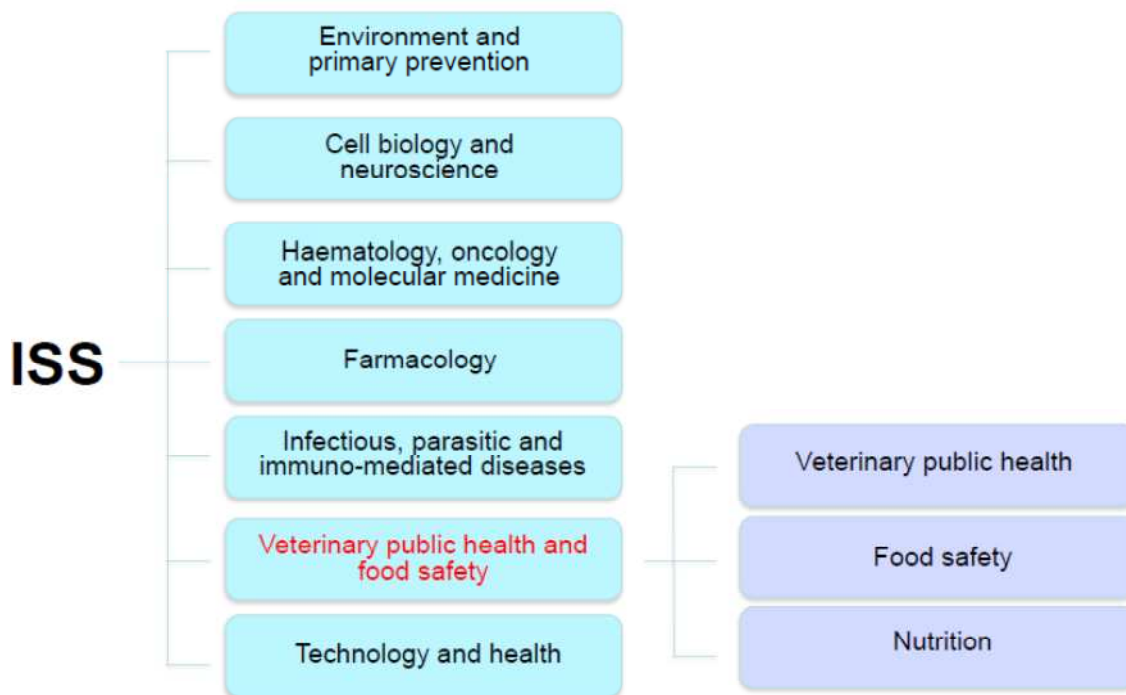 ISS
Environment and
primary prevention
Cell biology and
neuroscience
Haematology, oncology
and molecular medicine
Farmacology
Infectious, parasitic and
immuno-mediated diseases
Veterinary public health and
food safety
Technology and health
Veterinary public health
Food safety
Nutrition